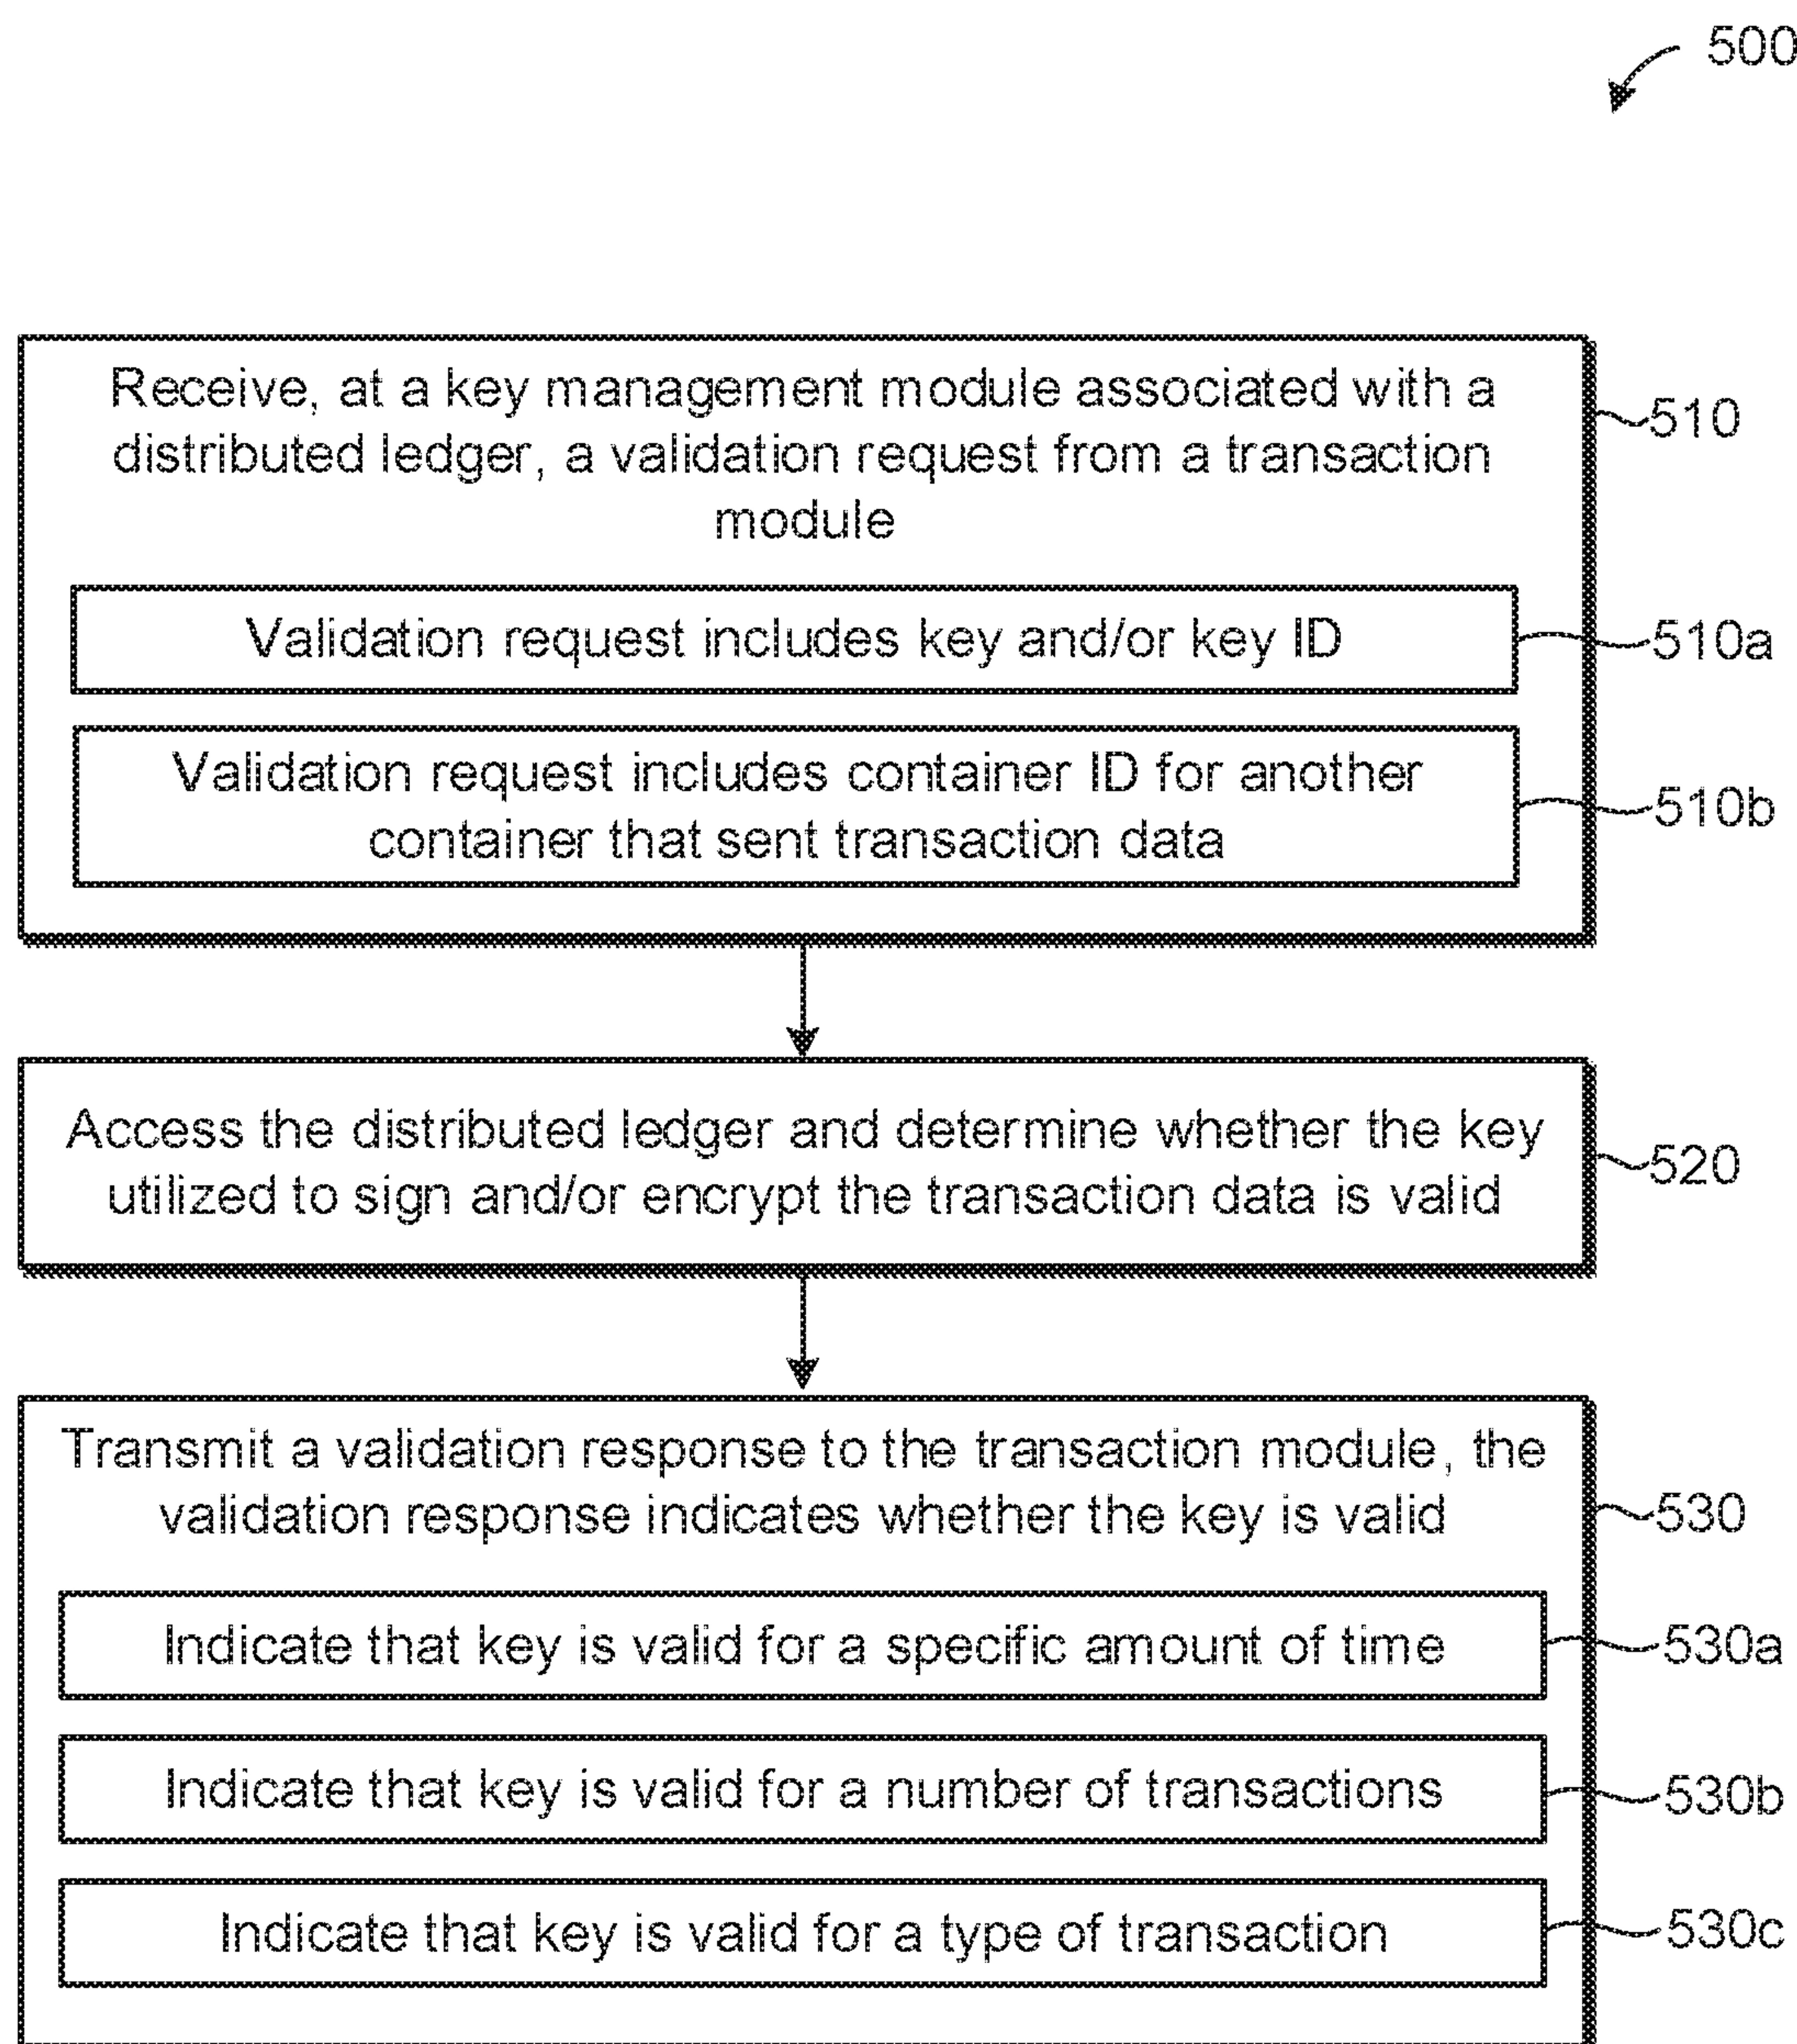 500
Receive, at a key management module associated with a
distributed ledger, a validation request from a transaction
module
510
Validation request includes key and/or key ID
510a
Validation request includes container ID for another
container that sent transaction data
510b
Access the distributed ledger and determine whether the key
utilized to sign and/or encrypt the transaction data is valid
520
Transmit a validation response to the transaction module, the
validation response indicates whether the key is valid
530
Indicate that key is valid for a specific amount of time
530a
Indicate that key is valid for a number of transactions
530b
Indicate that key is valid for a type of transaction
530c